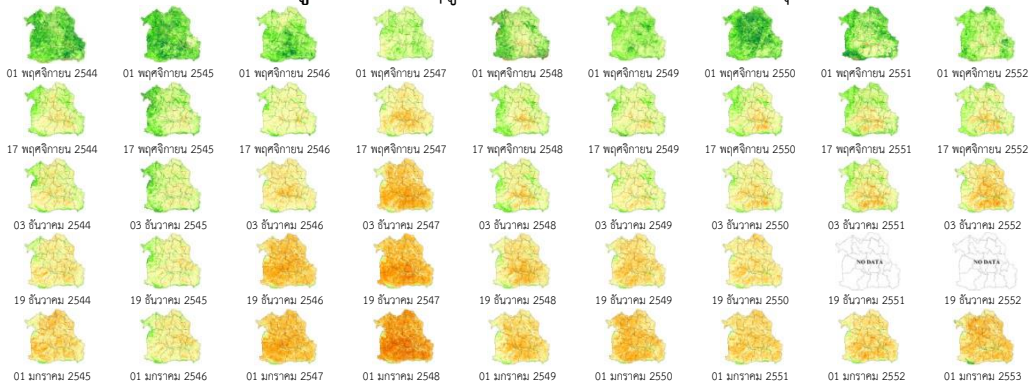 01 พฤศจิกายน 2544 01 พฤศจิกายน 2545 01 พฤศจิกายน 2546 01 พฤศจิกายน 2547 01 พฤศจิกายน 2548 01 พฤศจิกายน 2549 01 พฤศจิกายน 2550 01 พฤศจิกายน 2551 01 พฤศจิกายน 2552
17 พฤศจิกายน 2544 17 พฤศจิกายน 2545 17 พฤศจิกายน 2546 17 พฤศจิกายน 2547 17 พฤศจิกายน 2548 17 พฤศจิกายน 2549 17 พฤศจิกายน 2550 17 พฤศจิกายน 2551 17 พฤศจิกายน 2552
03 ธันวาคม 2544 03 ธันวาคม 2545 03 ธันวาคม 2546 03 ธันวาคม 2547 03 ธันวาคม 2548 03 ธันวาคม 2549 03 ธันวาคม 2550 03 ธันวาคม 2551 03 ธันวาคม 2552
NO DATA NO DATA
19 ธันวาคม 2544 19 ธันวาคม 2545 19 ธันวาคม 2546 19 ธันวาคม 2547 19 ธันวาคม 2548 19 ธันวาคม 2549 19 ธันวาคม 2550 19 ธันวาคม 2551 19 ธันวาคม 2552
01 มกราคม 2545 01 มกราคม 2546 01 มกราคม 2547 01 มกราคม 2548 01 มกราคม 2549 01 มกราคม 2550 01 มกราคม 2551 01 มกราคม 2552 01 มกราคม 2553